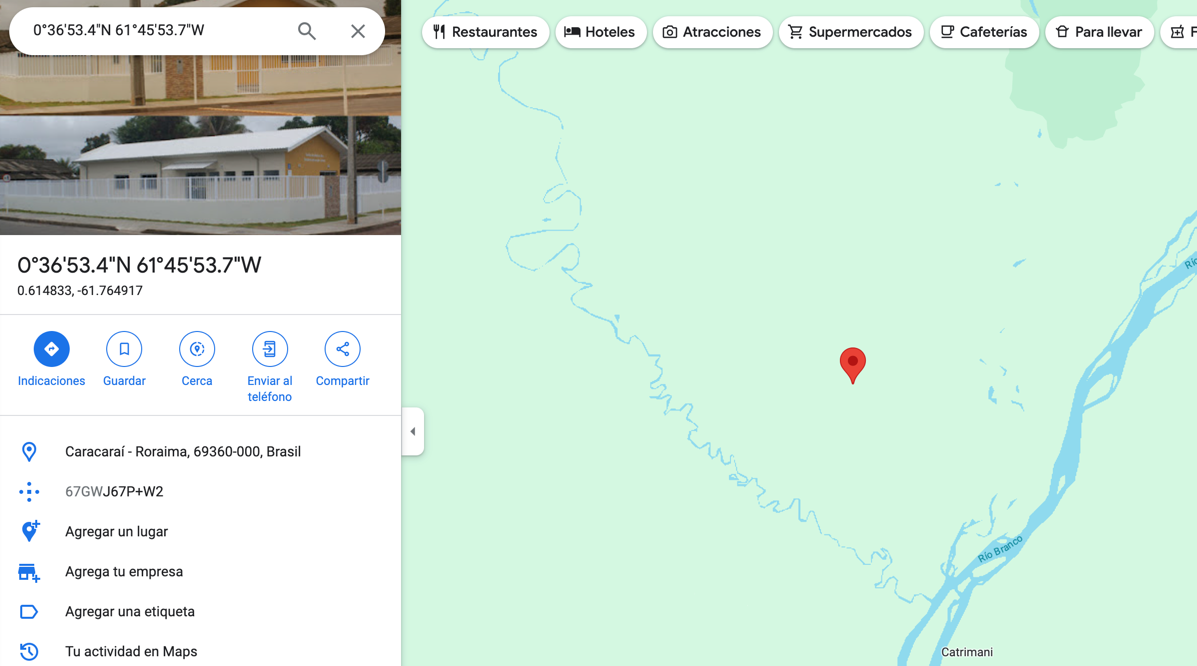 0°36'53.4"N 61°45'53.7"W
Restaurantes
Hoteles
Atracciones
Supermercados
Cafeterías
Para llevar
F
0°36'53.4"N 61°45'53.7"W
0.614833, -61.764917
Indicaciones
Guardar
Cerca
Enviar al
teléfono
Compartir
Caracaraí - Roraima, 69360-000, Brasil
67GWJ67P+W2
Agregar un lugar
Agrega tu empresa
Agregar una etiqueta
Tu actividad en Maps
Rio
Rio Branco
Catrimani